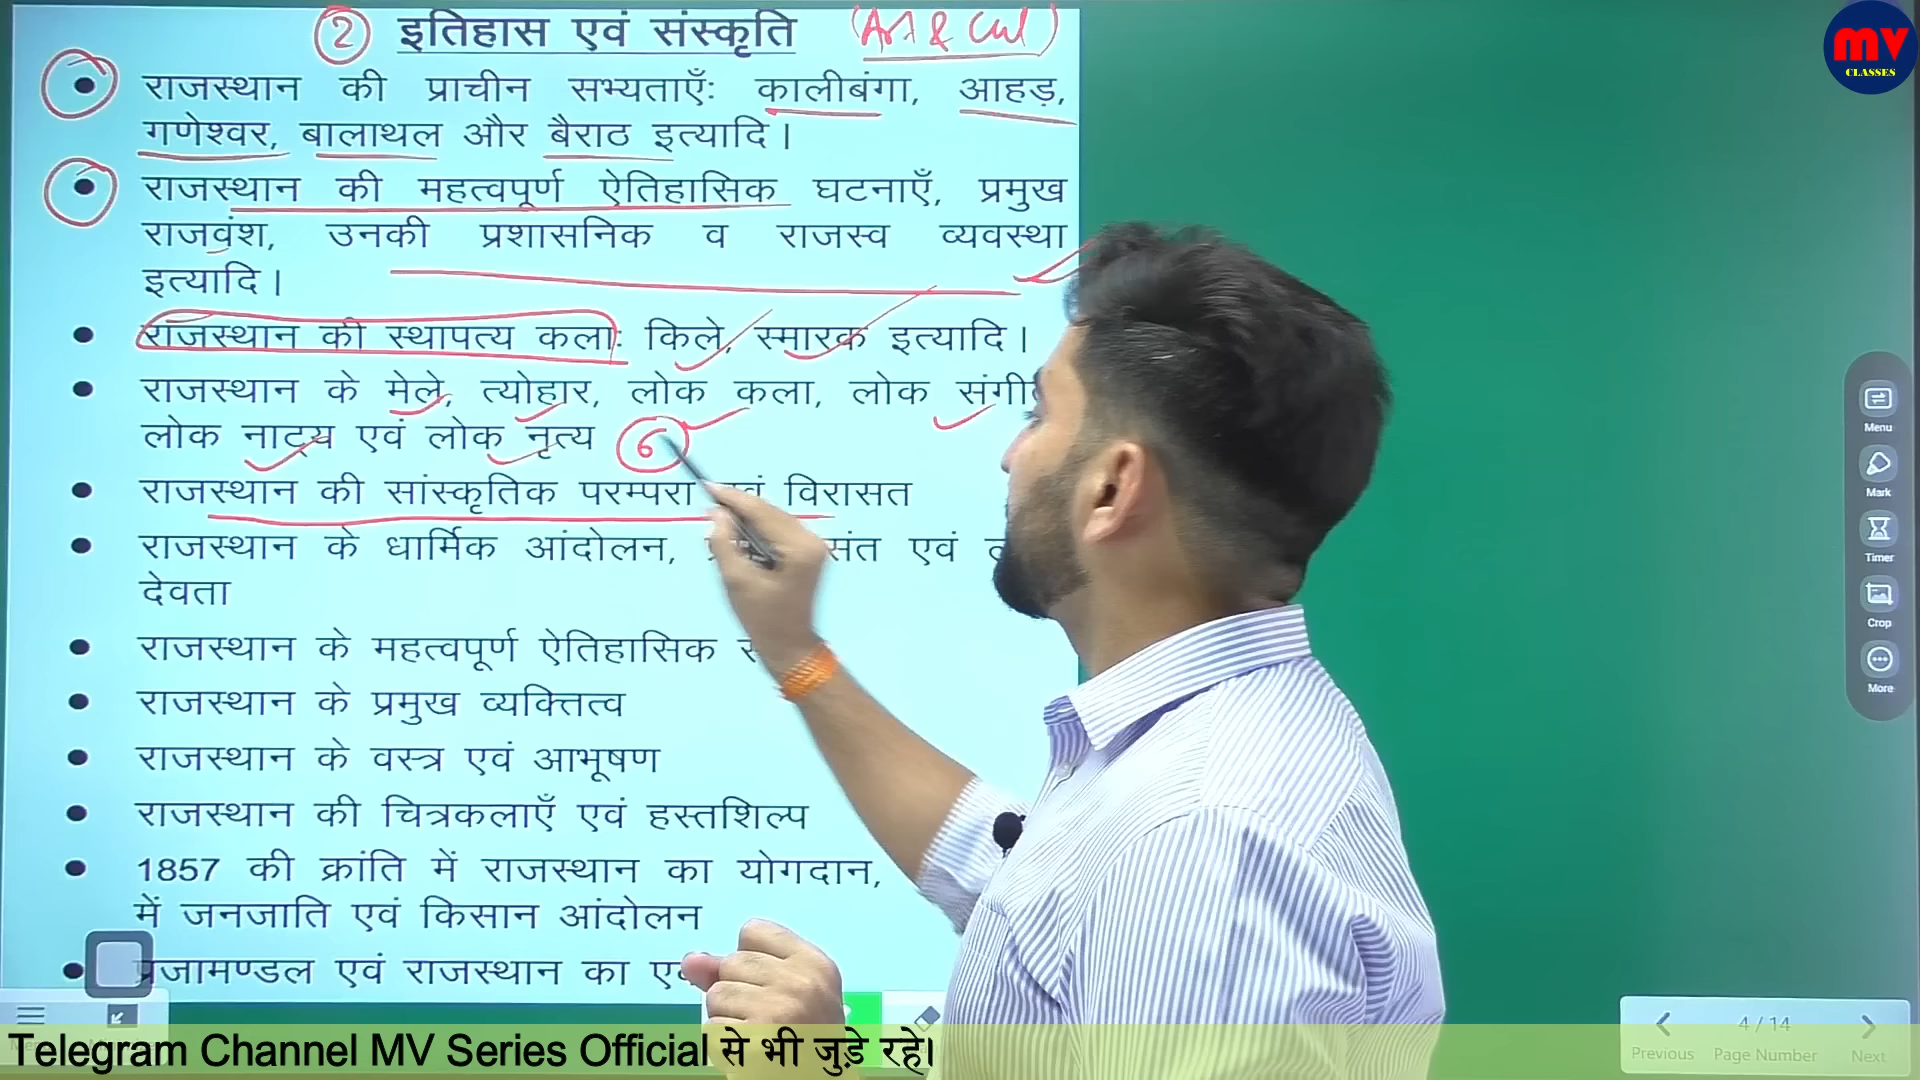 ② इतिहास एवं संस्कृति (Art & Cul)
• राजस्थान की प्राचीन सभ्यताएँः कालीबंगा, आहड़,
गणेश्वर, बालाथल और बैराठ इत्यादि।
• राजस्थान की महत्वपूर्ण ऐतिहासिक घटनाएँ, प्रमुख
राजवंश, उनकी प्रशासनिक व राजस्व व्यवस्था
इत्यादि।
• राजस्थान की स्थापत्य कलाः किले, स्मारक इत्यादि।
• राजस्थान के मेले, त्योहार, लोक कला, लोक
लोक नाट्य एवं लोक नृत्य ⑥
• राजस्थान की सांस्कृतिक परम्परा एवं विरासत
• राजस्थान के धार्मिक आंदोलन, संत एवं
देवता
• राजस्थान के महत्वपूर्ण ऐतिहासिक
• राजस्थान के प्रमुख व्यक्तित्व
• राजस्थान के वस्त्र एवं आभूषण
• राजस्थान की चित्रकलाएँ एवं हस्तशिल्प
• 1857 की क्रांति में राजस्थान का योगदान,
में जनजाति एवं किसान आंदोलन
• प्रजामण्डल एवं राजस्थान का
MV
CLASSES
Menu
Mark
Timer
Crop
More
4 / 14
Previous Page Number Next
Telegram Channel MV Series Official से भी जुड़े रहे।